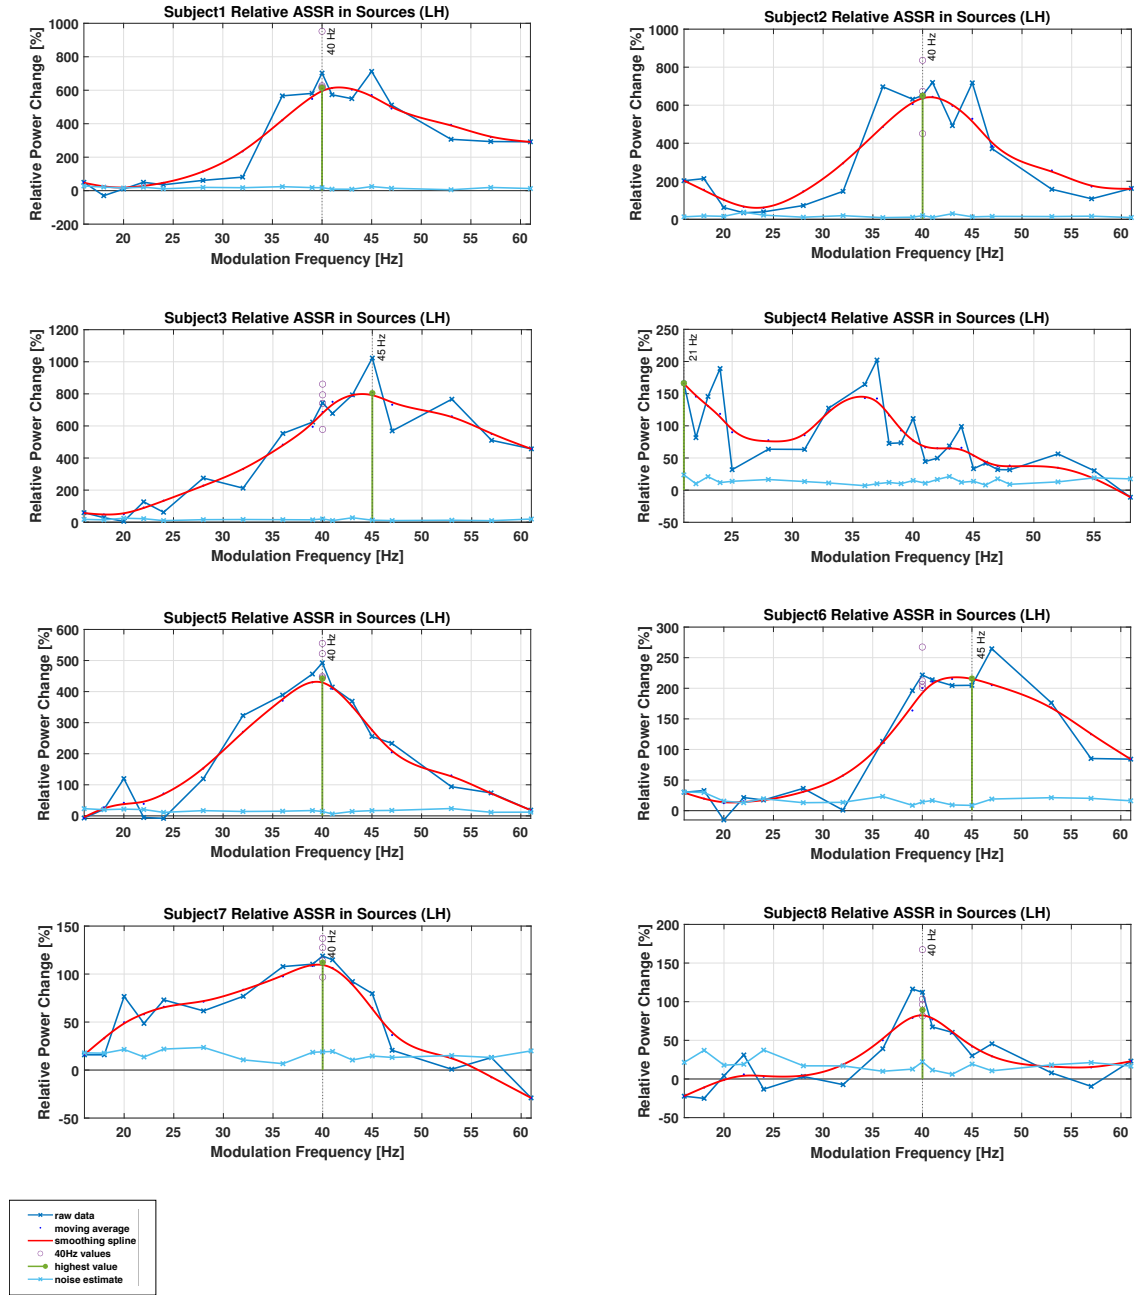 Subject1 Relative ASSR in Sources (LH)
Relative Power Change [%]
1000
800
600
400
200
0
-200
40 Hz
20 25 30 35 40 45 50 55 60
Modulation Frequency [Hz]
Subject2 Relative ASSR in Sources (LH)
Relative Power Change [%]
1000
800
600
400
200
0
40 Hz
20 25 30 35 40 45 50 55 60
Modulation Frequency [Hz]
Subject3 Relative ASSR in Sources (LH)
Relative Power Change [%]
1200
1000
800
600
400
200
0
45 Hz
20 25 30 35 40 45 50 55 60
Modulation Frequency [Hz]
Subject4 Relative ASSR in Sources (LH)
Relative Power Change [%]
250
200
150
100
50
0
-50
21 Hz
25 30 35 40 45 50 55
Modulation Frequency [Hz]
Subject5 Relative ASSR in Sources (LH)
Relative Power Change [%]
600
500
400
300
200
100
0
40 Hz
20 25 30 35 40 45 50 55 60
Modulation Frequency [Hz]
Subject6 Relative ASSR in Sources (LH)
Relative Power Change [%]
300
250
200
150
100
50
0
45 Hz
20 25 30 35 40 45 50 55 60
Modulation Frequency [Hz]
Subject7 Relative ASSR in Sources (LH)
Relative Power Change [%]
150
100
50
0
-50
40 Hz
20 25 30 35 40 45 50 55 60
Modulation Frequency [Hz]
Subject8 Relative ASSR in Sources (LH)
Relative Power Change [%]
200
150
100
50
0
-50
40 Hz
20 25 30 35 40 45 50 55 60
Modulation Frequency [Hz]
raw data
moving average
smoothing spline
40Hz values
highest value
noise estimate